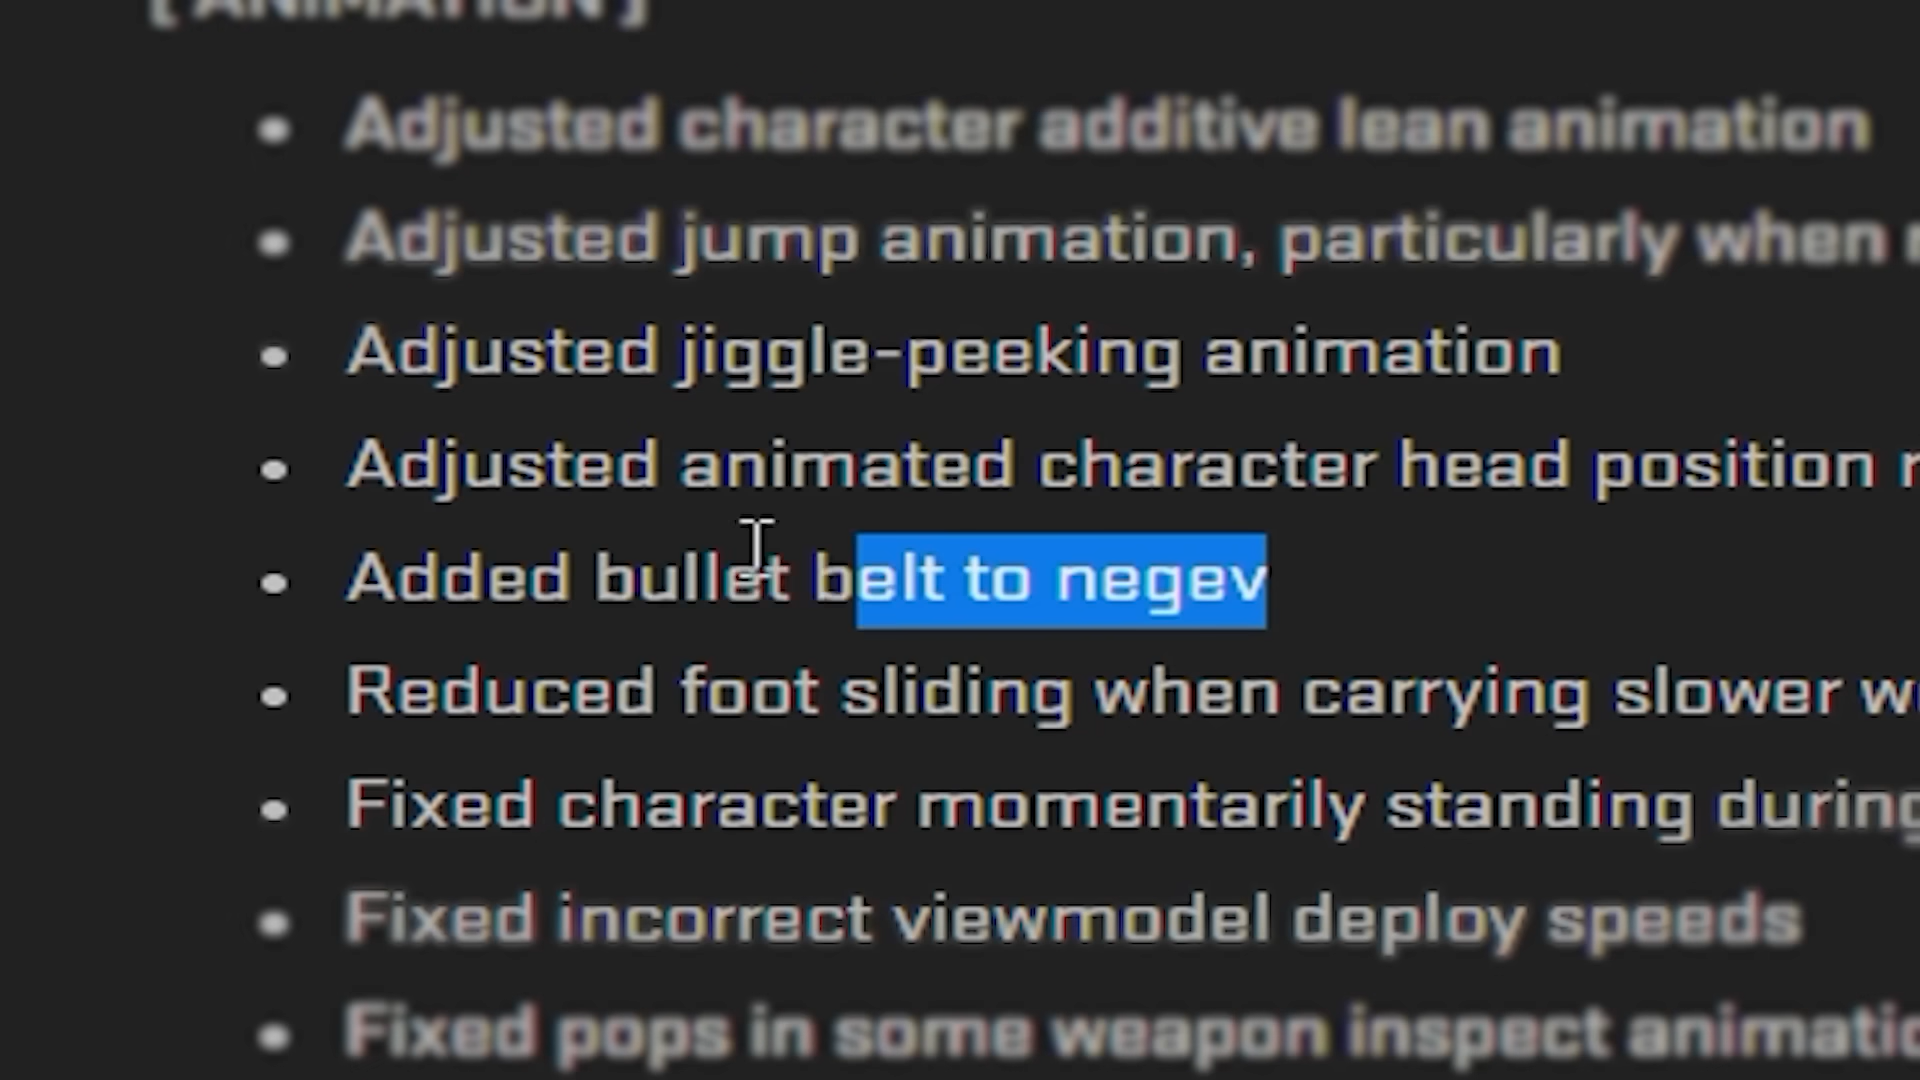 [ ANIMATION ]
• Adjusted character additive lean animation
• Adjusted jump animation, particularly when
• Adjusted jiggle-peeking animation
• Adjusted animated character head position
• Added bullet belt to negev
• Reduced foot sliding when carrying slower
• Fixed character momentarily standing during
• Fixed incorrect viewmodel deploy speeds
• Fixed pops in some weapon inspect